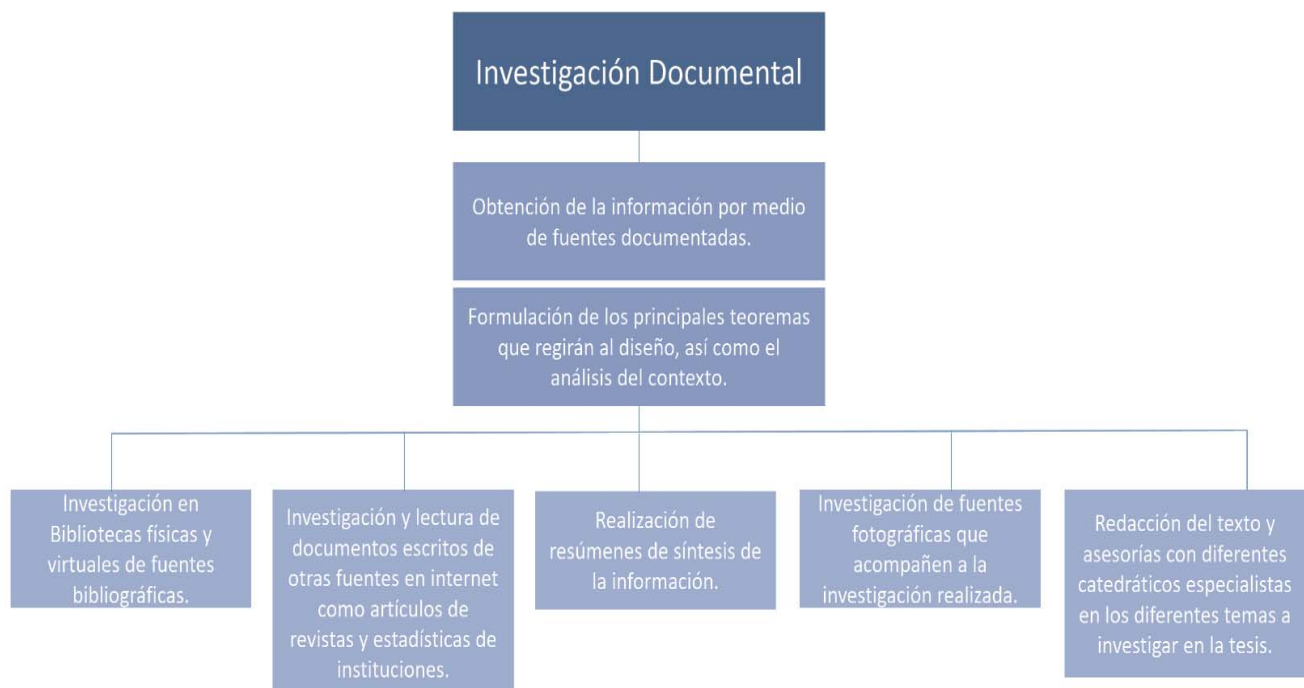 Investigación Documental
Obtención de la información por medio
de fuentes documentadas.
Formulación de los principales teoremas
que regirán al diseño, así como el
análisis del contexto.
Investigación en
Bibliotecas físicas y
virtuales de fuentes
bibliográficas.
Investigación y lectura de
documentos escritos de
otras fuentes en internet
como artículos de
revistas y estadísticas de
instituciones.
Realización de
resúmenes de síntesis de
la información.
Investigación de fuentes
fotográficas que
acompañen a la
investigación realizada.
Redacción del texto y
asesorías con diferentes
catedráticos especialistas
en los diferentes temas a
investigar en la tesis.